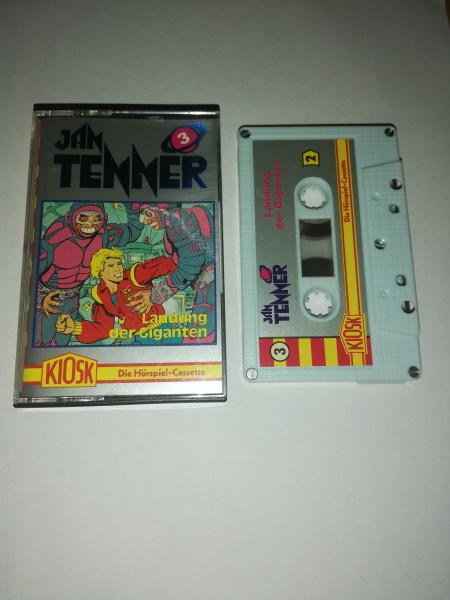 JAN
TENNER
3
Landung
der Giganten
KIOSK
Die Hörspiel-Cassette
3
JAN
TENNER
Landung
der Giganten
2
KIOSK
Die Hörspiel-Cassette